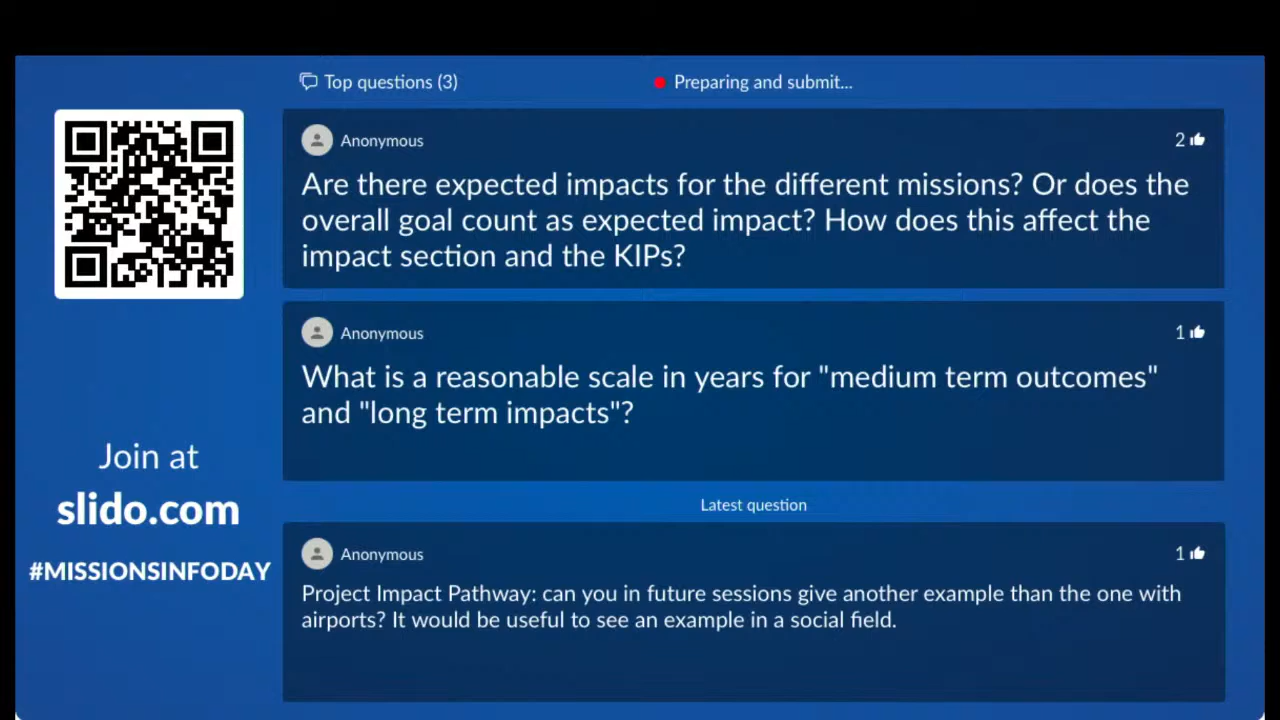 Top questions (3)
Preparing and submit...
Anonymous
2
Are there expected impacts for the different missions? Or does the
overall goal count as expected impact? How does this affect the
impact section and the KIPs?
Anonymous
1
What is a reasonable scale in years for "medium term outcomes"
and "long term impacts"?
Join at
slido.com
#MISSIONSINFODAY
Latest question
Anonymous
1
Project Impact Pathway: can you in future sessions give another example than the one with
airports? It would be useful to see an example in a social field.